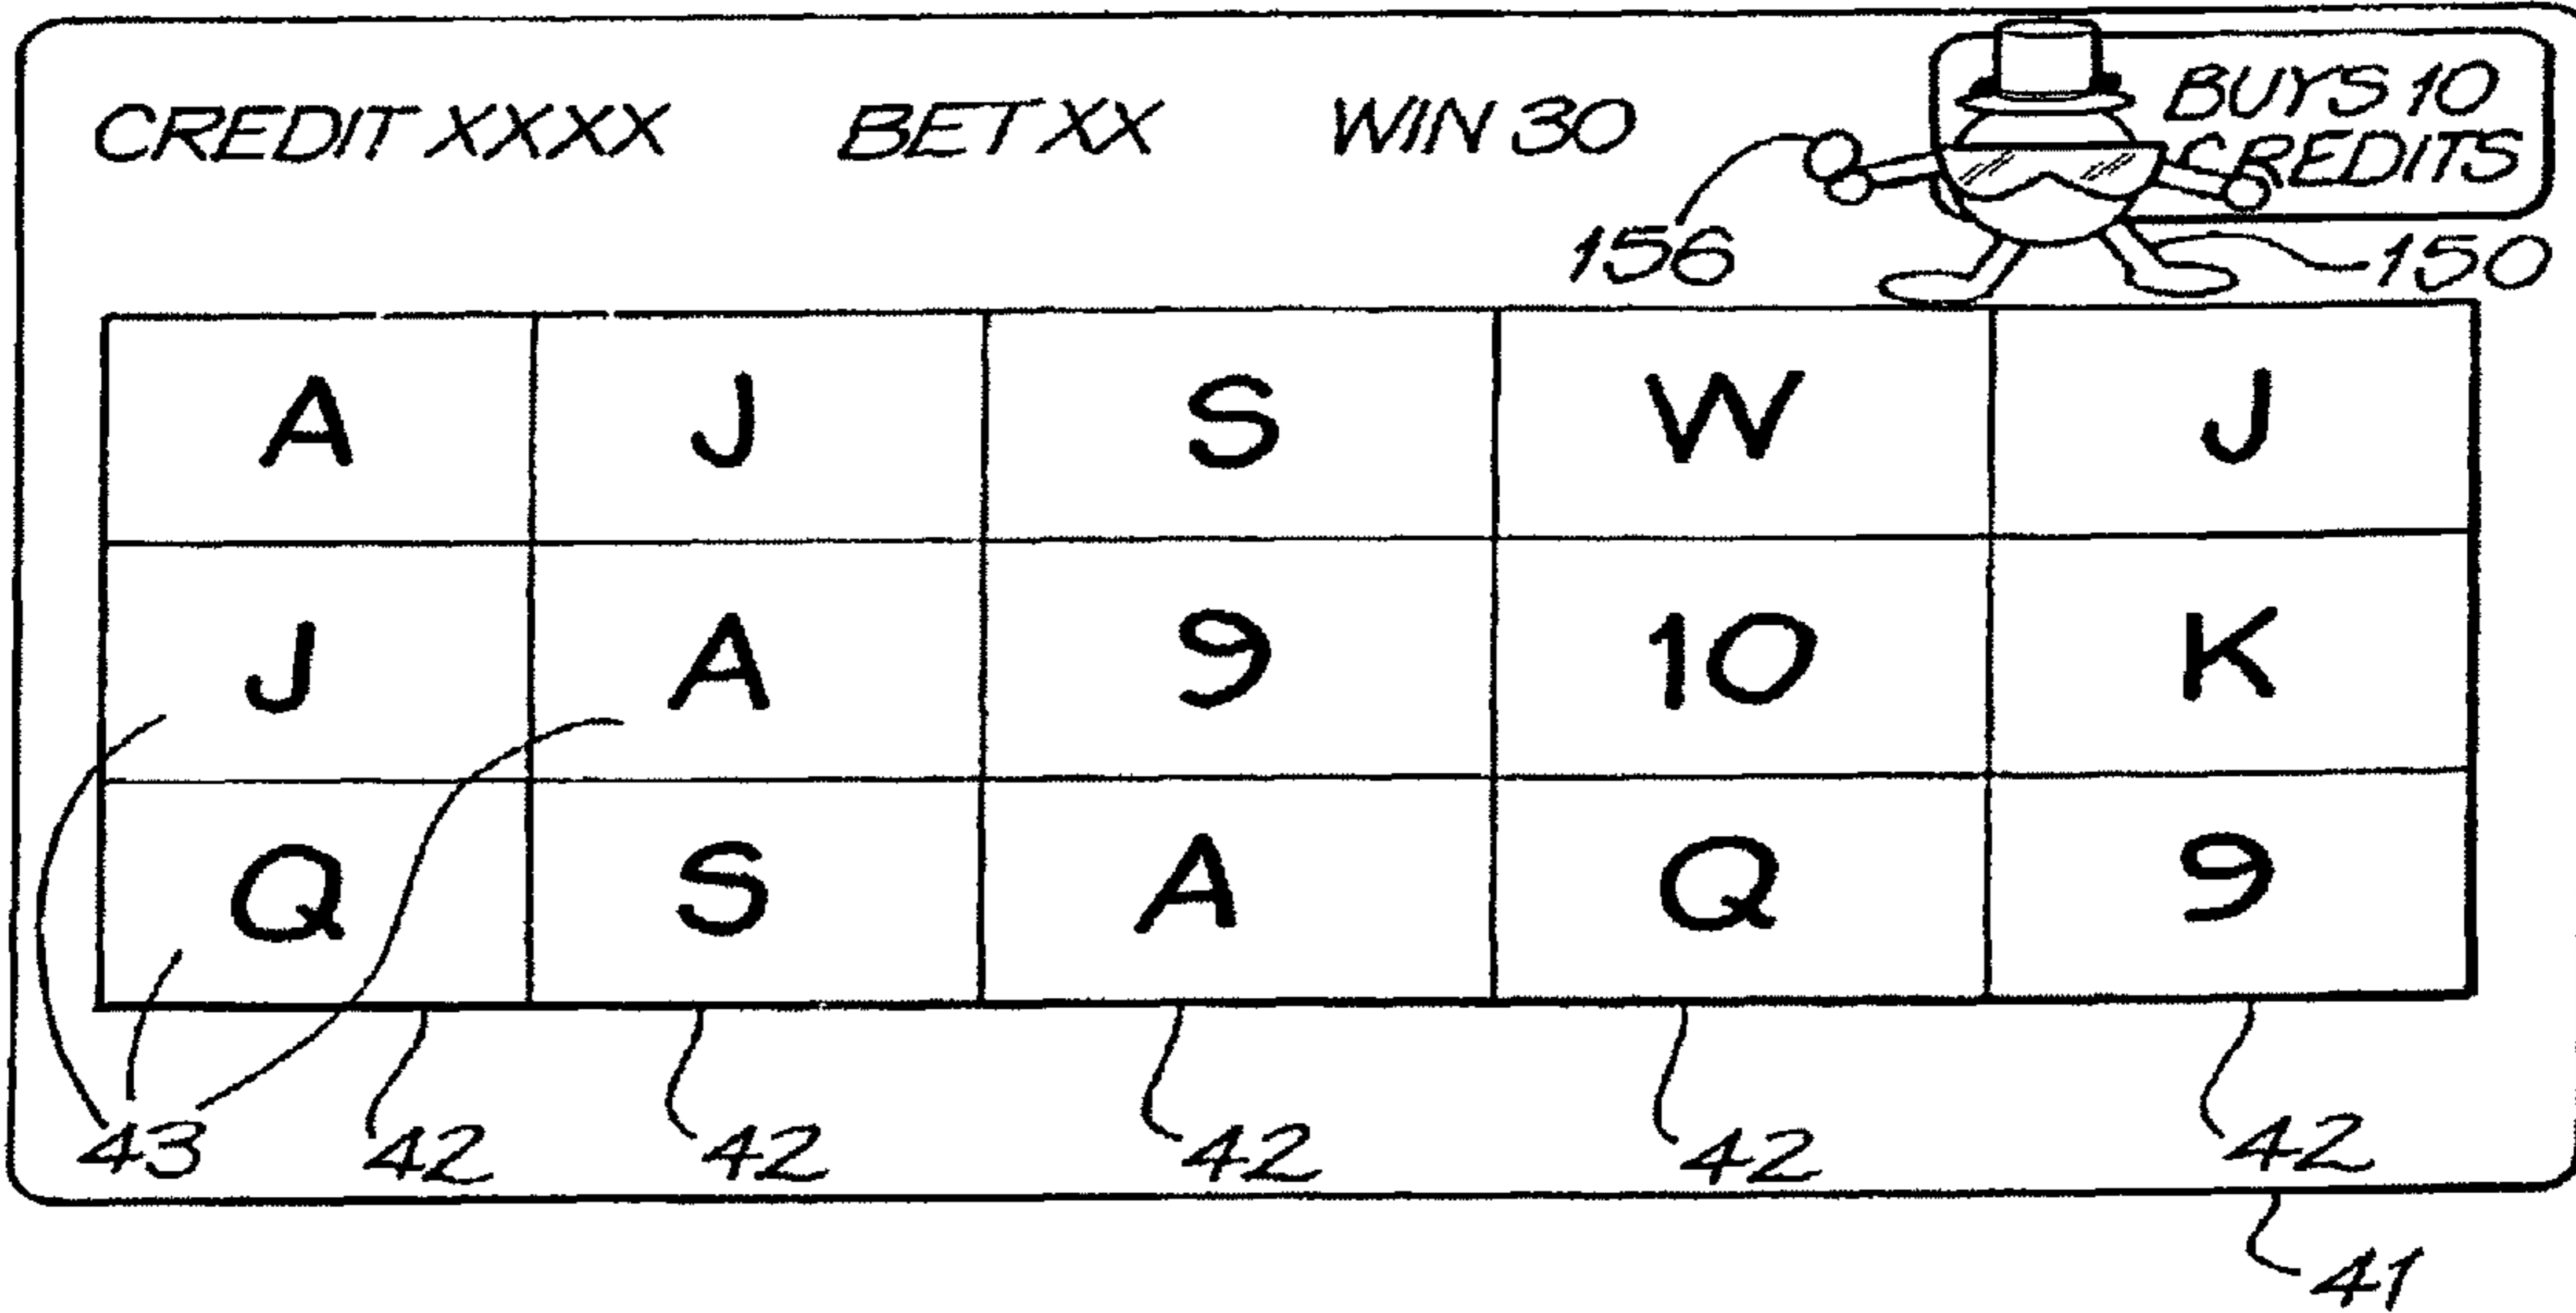 CREDIT XXXX BET XX WIN 30 BUYS 10
CREDITS
156
150
A J S W J
J A 9 10 K
Q S A Q 9
43 42 42 42 42 42
41